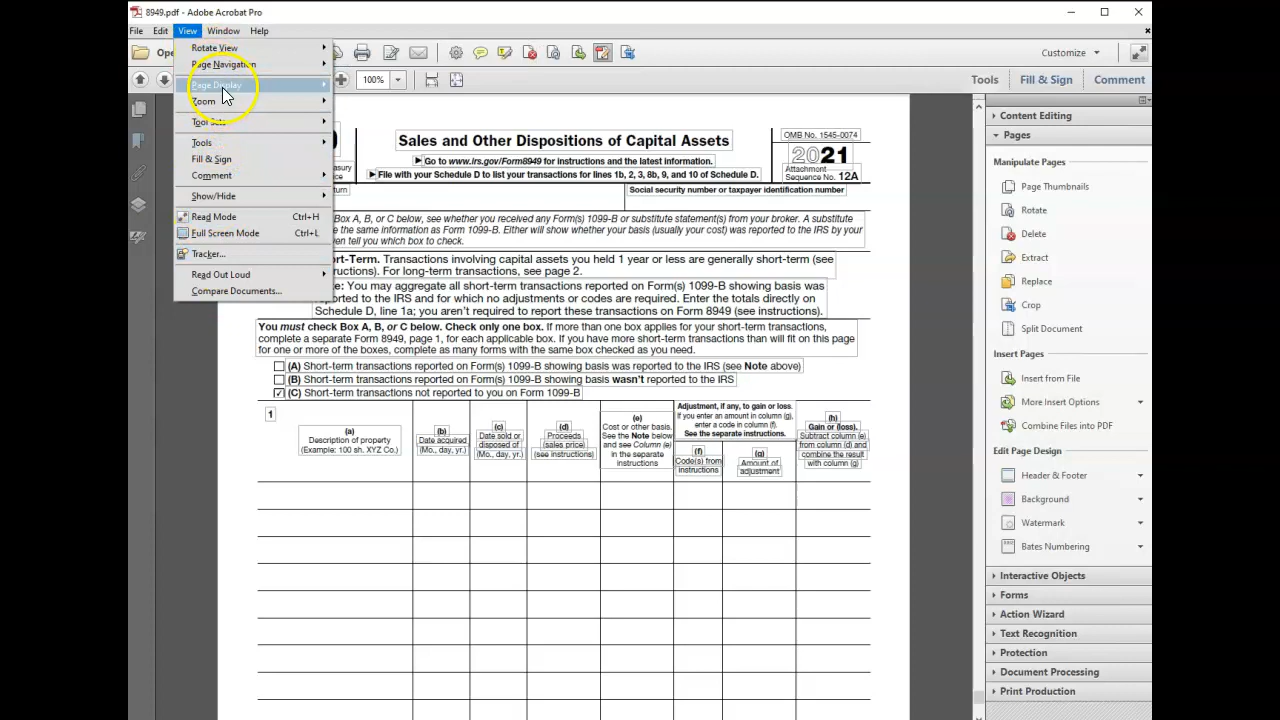 8949.pdf - Adobe Acrobat Pro
File Edit View Window Help
Customize
100%
Tools Fill & Sign Comment
Rotate View
Page Navigation
Page Display
Zoom
Tool Sets
Tools
Fill & Sign
Comment
Show/Hide
Read Mode Ctrl+H
Full Screen Mode Ctrl+L
Tracker...
Read Out Loud
Compare Documents...
Sales and Other Dispositions of Capital Assets
Go to www.irs.gov/Form8949 for instructions and the latest information.
File with your Schedule D to list your transactions for lines 1b, 2, 3, 8b, 9, and 10 of Schedule D.
OMB No. 1545-0074
2021
Attachment
Sequence No. 12A
Social security number or taxpayer identification number
Box A, B, or C below, see whether you received any Form(s) 1099-B or substitute statement(s) from your broker. A substitute
the same information as Form 1099-B. Either will show whether your basis (usually your cost) was reported to the IRS by your
tell you which box to check.
Transactions involving capital assets you held 1 year or less are generally short-term (see
For long-term transactions, see page 2.
You may aggregate all short-term transactions reported on Form(s) 1099-B showing basis was
to the IRS and for which no adjustments or codes are required. Enter the totals directly on
Schedule D, line 1a; you aren't required to report these transactions on Form 8949 (see instructions).
You must check Box A, B, or C below. Check only one box. If more than one box applies for your short-term transactions,
complete a separate Form 8949, page 1, for each applicable box. If you have more short-term transactions than will fit on this page
for one or more of the boxes, complete as many forms with the same box checked as you need.
(A) Short-term transactions reported on Form(s) 1099-B showing basis was reported to the IRS (see Note above)
(B) Short-term transactions reported on Form(s) 1099-B showing basis wasn't reported to the IRS
(C) Short-term transactions not reported to you on Form 1099-B
1
(a)
Description of property
(Example: 100 sh. XYZ Co.)
(b)
Date acquired
(Mo., day, yr.)
(c)
Date sold or
disposed of
(Mo., day, yr.)
(d)
Proceeds
(sales price)
(see instructions)
(e)
Cost or other basis.
See the Note below
and see Column (e)
in the separate
instructions
Adjustment, if any, to gain or loss.
If you enter an amount in column (g),
enter a code in column (f).
See the separate instructions.
(f)
Code(s) from
instructions
(g)
Amount of
adjustment
(h)
Gain or (loss).
Subtract column (e)
from column (d) and
combine the result
with column (g)
Content Editing
Pages
Manipulate Pages
Page Thumbnails
Rotate
Delete
Extract
Replace
Crop
Split Document
Insert Pages
Insert from File
More Insert Options
Combine Files into PDF
Edit Page Design
Header & Footer
Background
Watermark
Bates Numbering
Interactive Objects
Forms
Action Wizard
Text Recognition
Protection
Document Processing
Print Production